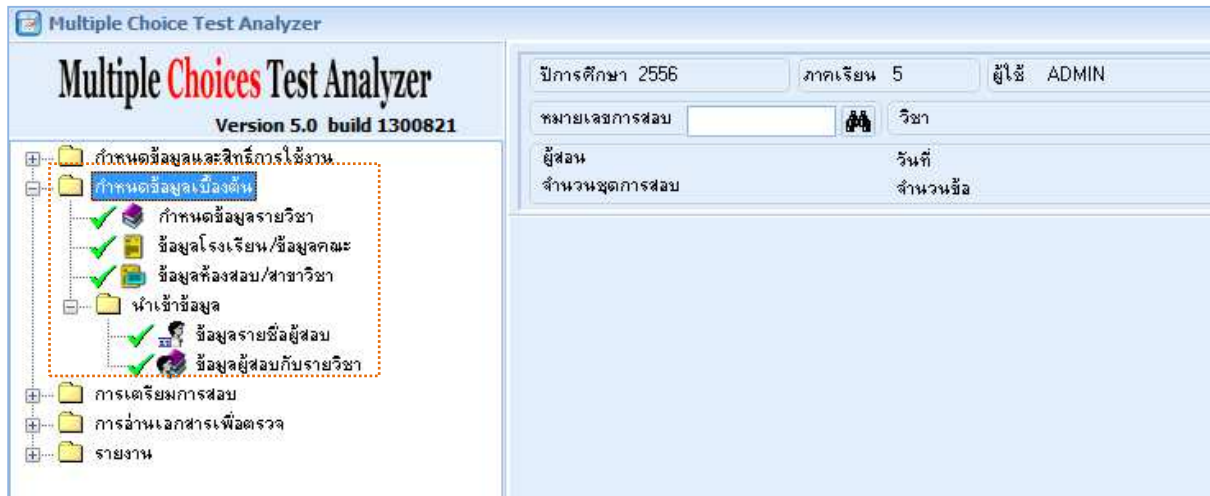 Multiple Choice Test Analyzer
Multiple Choices Test Analyzer
Version 5.0 build 1300821
กำหนดข้อมูลและสิทธิ์การใช้งาน
กำหนดข้อมูลเบื้องต้น
กำหนดข้อมูลรายวิชา
ข้อมูลโรงเรียน/ข้อมูลคณะ
ข้อมูลห้องสอบ/สาขาวิชา
นำเข้าข้อมูล
ข้อมูลรายชื่อผู้สอบ
ข้อมูลผู้สอบกับรายวิชา
การเตรียมการสอบ
การอ่านเอกสารเพื่อตรวจ
รายงาน
ปีการศึกษา 2556 ภาคเรียน 5 ผู้ใช้ ADMIN
หมายเลขการสอบ วิชา
ผู้สอน วันที่
จำนวนชุดการสอบ จำนวนข้อ